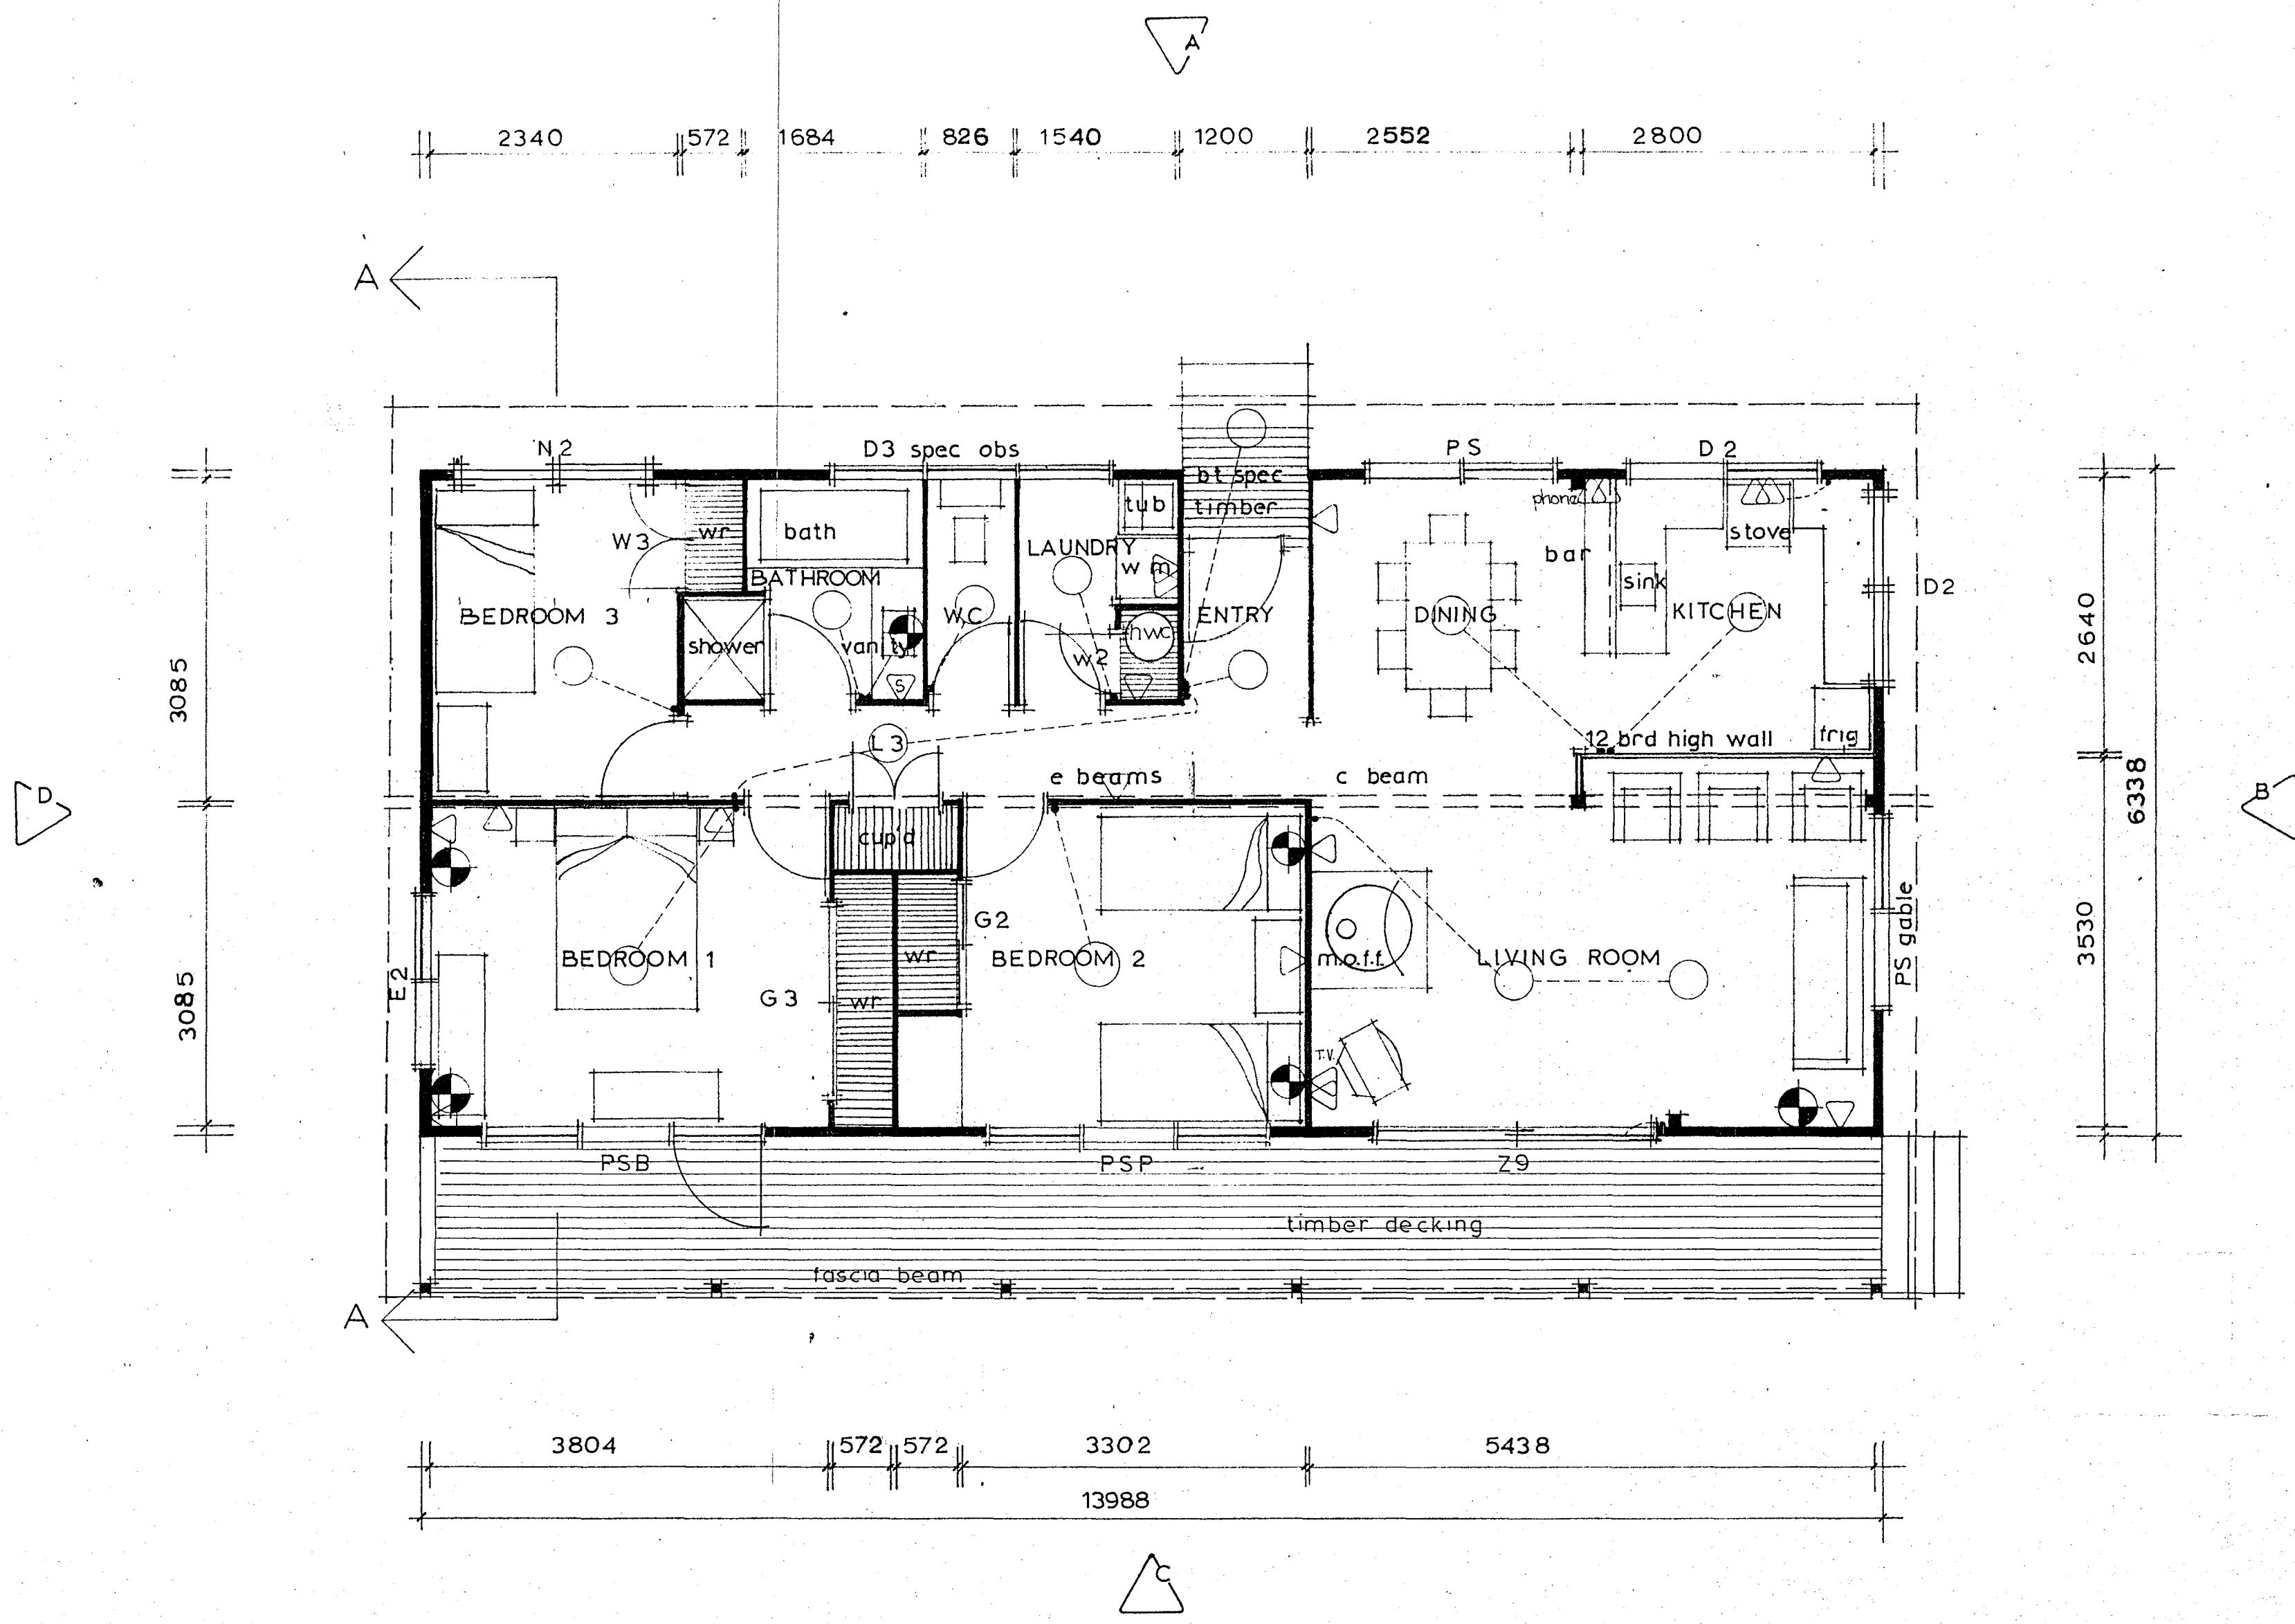 A
2340 572 1684 826 1540 1200 2552 2800
A
N2 D3 spec obs PS D2
bt spec
timber
phone
tub
wr bath
W3
LAUNDRY
bar
stove
w m
BATHROOM
sink
D2
BEDROOM 3
WC
ENTRY
DINING
KITCHEN
hwc
shower
vanity
w2
S
3085
2640
L3
12 brd high wall
frig
e beams
c beam
D
6338
B
cup'd
G2
BEDROOM 1
wr
BEDROOM 2
m.o.f.f.
LIVING ROOM
PS gable
3530
E2
G3
wr
3085
T.V.
PSB PSP Z9
timber decking
fascia beam
A
3804 572 572 3302 5438
13988
C